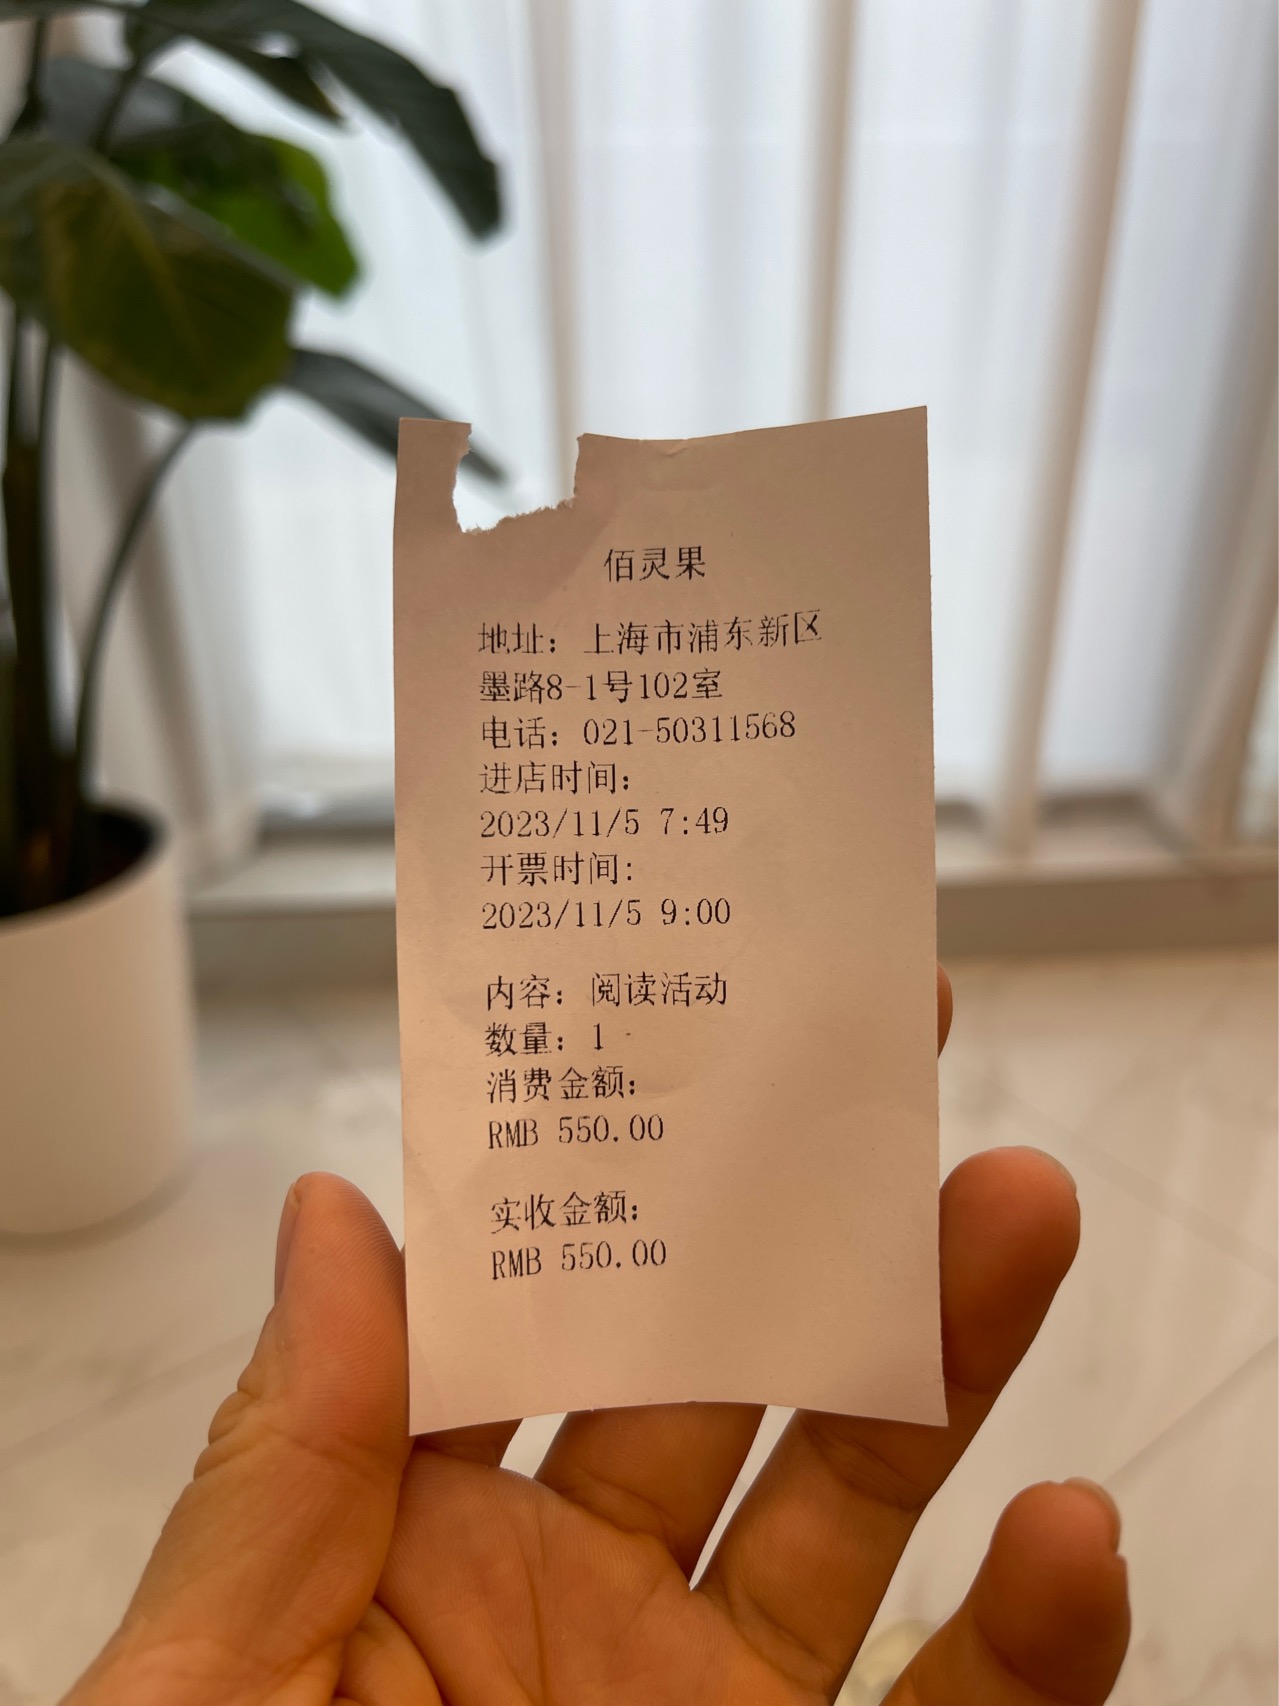 佰灵果
地址：上海市浦东新区
墨路8-1号102室
电话：021-50311568
进店时间：
2023/11/5 7:49
开票时间：
2023/11/5 9:00
内容：阅读活动
数量：1
消费金额：
RMB 550.00
实收金额：
RMB 550.00